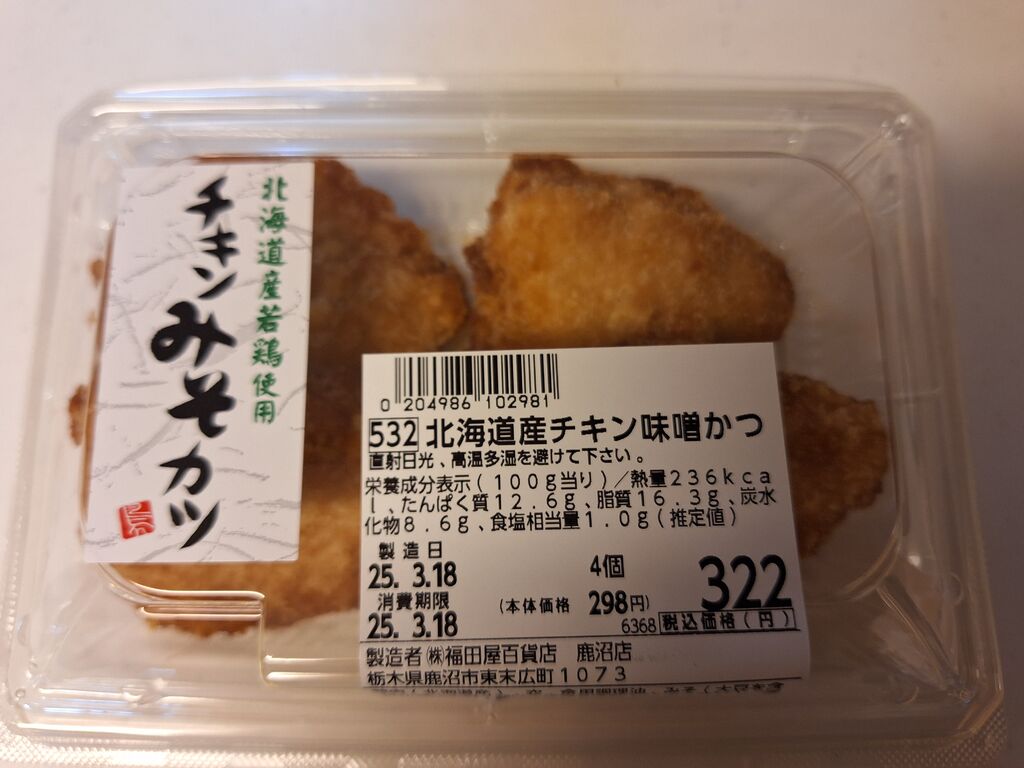 北海道産若鶏使用
チキンみそカツ
0 204986 102981
532 北海道産チキン味噌かつ
直射日光、高温多湿を避けて下さい。
栄養成分表示(100g当り)/熱量236kca
l、たんぱく質12.6g、脂質16.3g、炭水
化物8.6g、食塩相当量1.0g(推定値)
製造日
25. 3.18 4個
消費期限
(本体価格 298円) 322
25. 3.18 6368 税込価格(円)
製造者㈱福田屋百貨店 鹿沼店
栃木県鹿沼市東末広町1073